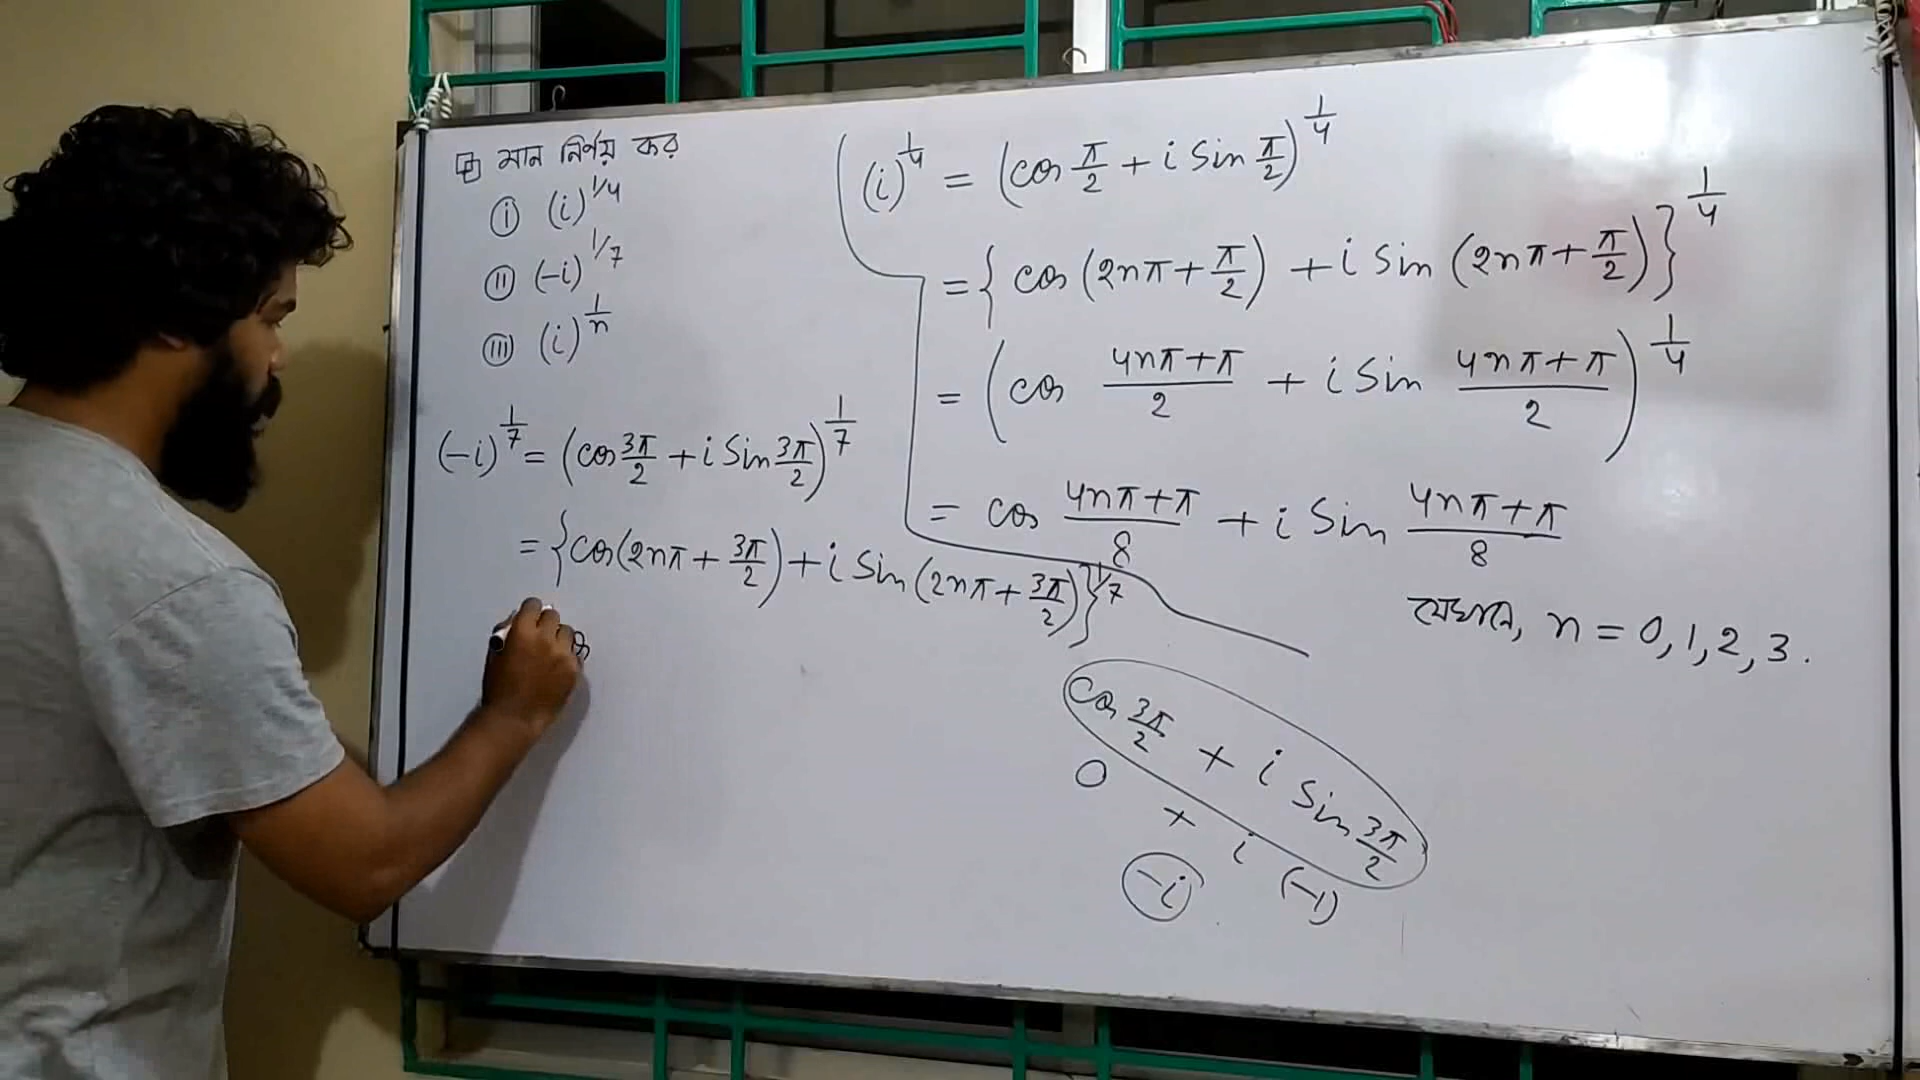 মান নির্ণয় কর
(i) (i)^{1/4}
(ii) (-i)^{1/7}
(iii) (i)^{1/n}
(-i)^{1/7} = (cos 3π/2 + i Sin 3π/2)^{1/7}
= {cos(2nπ + 3π/2) + i Sin (2nπ + 3π/2)}^{1/7}
(i)^{1/4} = (cos π/2 + i Sin π/2)^{1/4}
= { cos (2nπ + π/2) + i Sin (2nπ + π/2)}^{1/4}
= (cos (4nπ+π)/2 + i Sin (4nπ+π)/2)^{1/4}
= cos (4nπ+π)/8 + i Sin (4nπ+π)/8
যেখানে, n = 0, 1, 2, 3.
cos 3π/2 + i Sin 3π/2
0 + i (-1)
-i